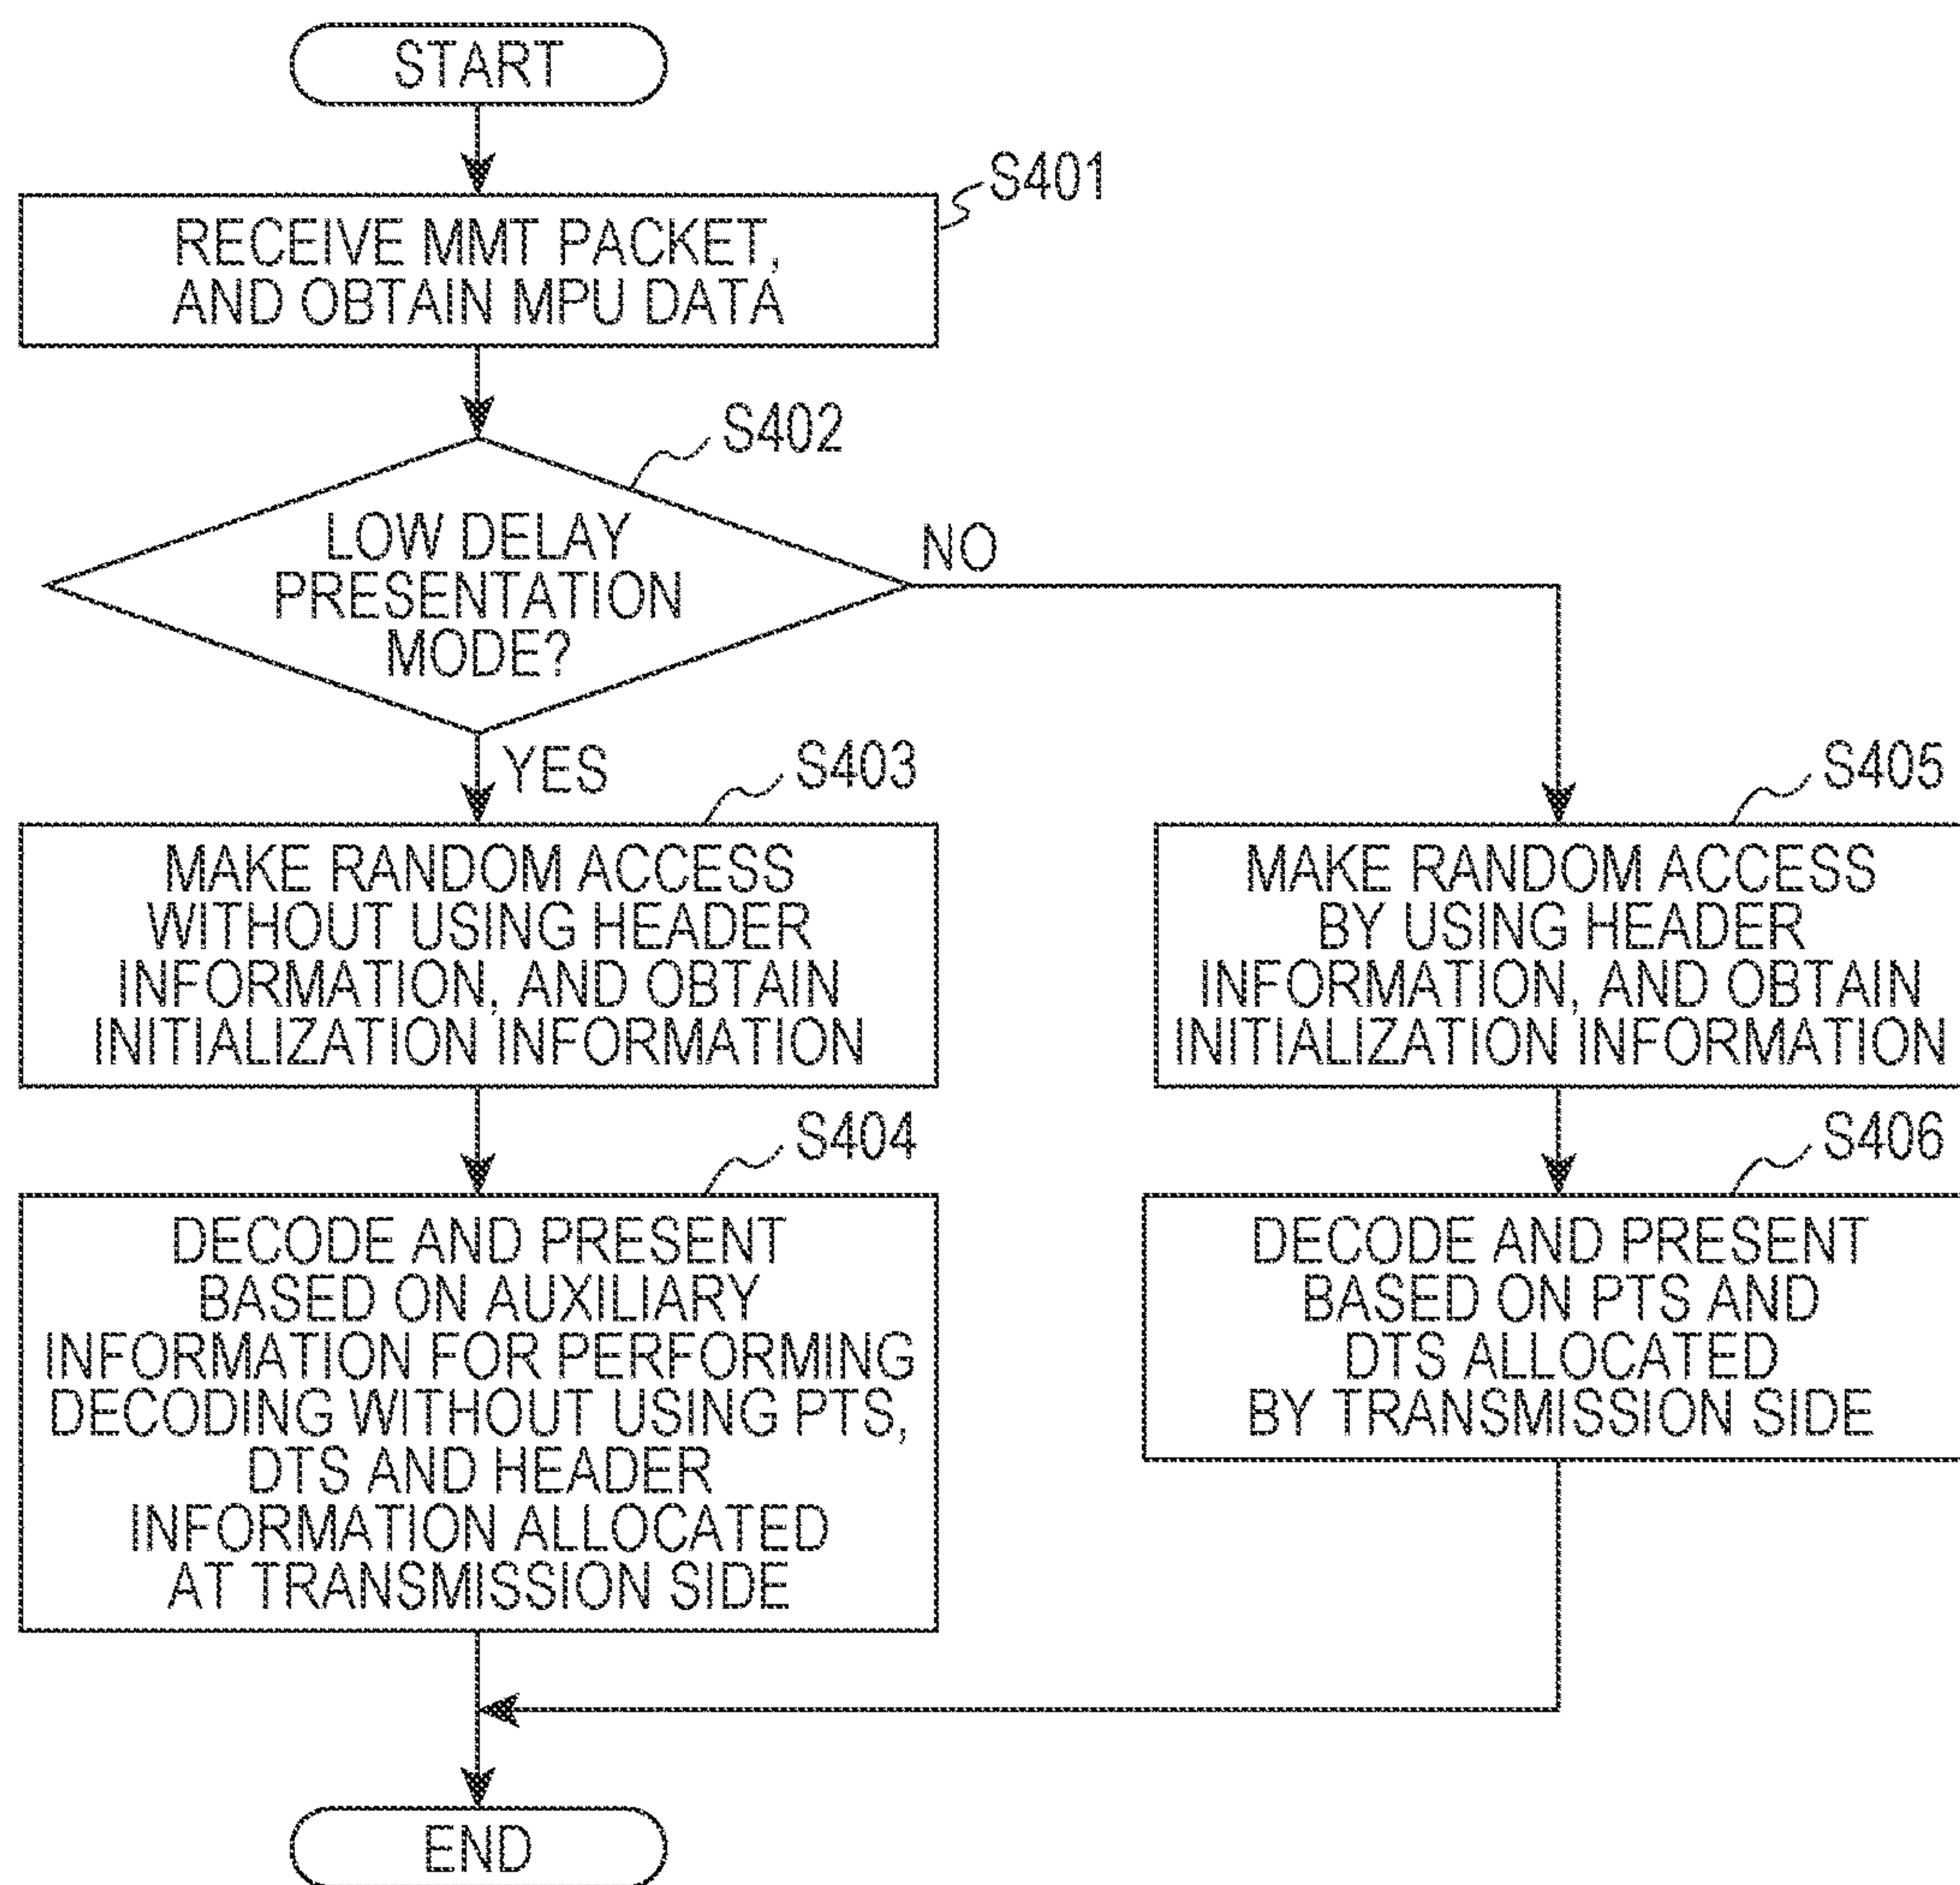 START
S401
RECEIVE MMT PACKET,
AND OBTAIN MPU DATA
S402
LOW DELAY
PRESENTATION
MODE?
NO
YES
S403
MAKE RANDOM ACCESS
WITHOUT USING HEADER
INFORMATION, AND OBTAIN
INITIALIZATION INFORMATION
S405
MAKE RANDOM ACCESS
BY USING HEADER
INFORMATION, AND OBTAIN
INITIALIZATION INFORMATION
S404
DECODE AND PRESENT
BASED ON AUXILIARY
INFORMATION FOR PERFORMING
DECODING WITHOUT USING PTS,
DTS AND HEADER
INFORMATION ALLOCATED
AT TRANSMISSION SIDE
S406
DECODE AND PRESENT
BASED ON PTS AND
DTS ALLOCATED
BY TRANSMISSION SIDE
END